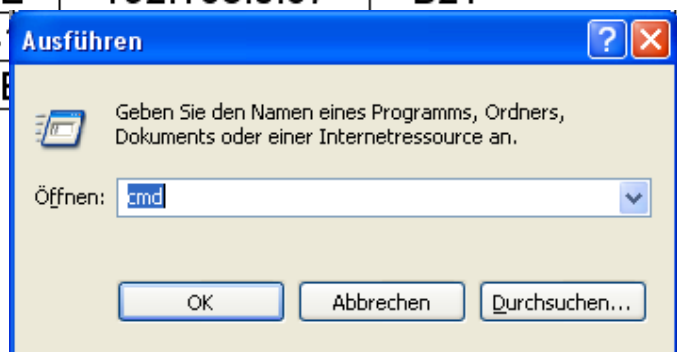 Ausführen
Geben Sie den Namen eines Programms, Ordners,
Dokuments oder einer Internetressource an.
Öffnen: cmd
OK Abbrechen Durchsuchen...